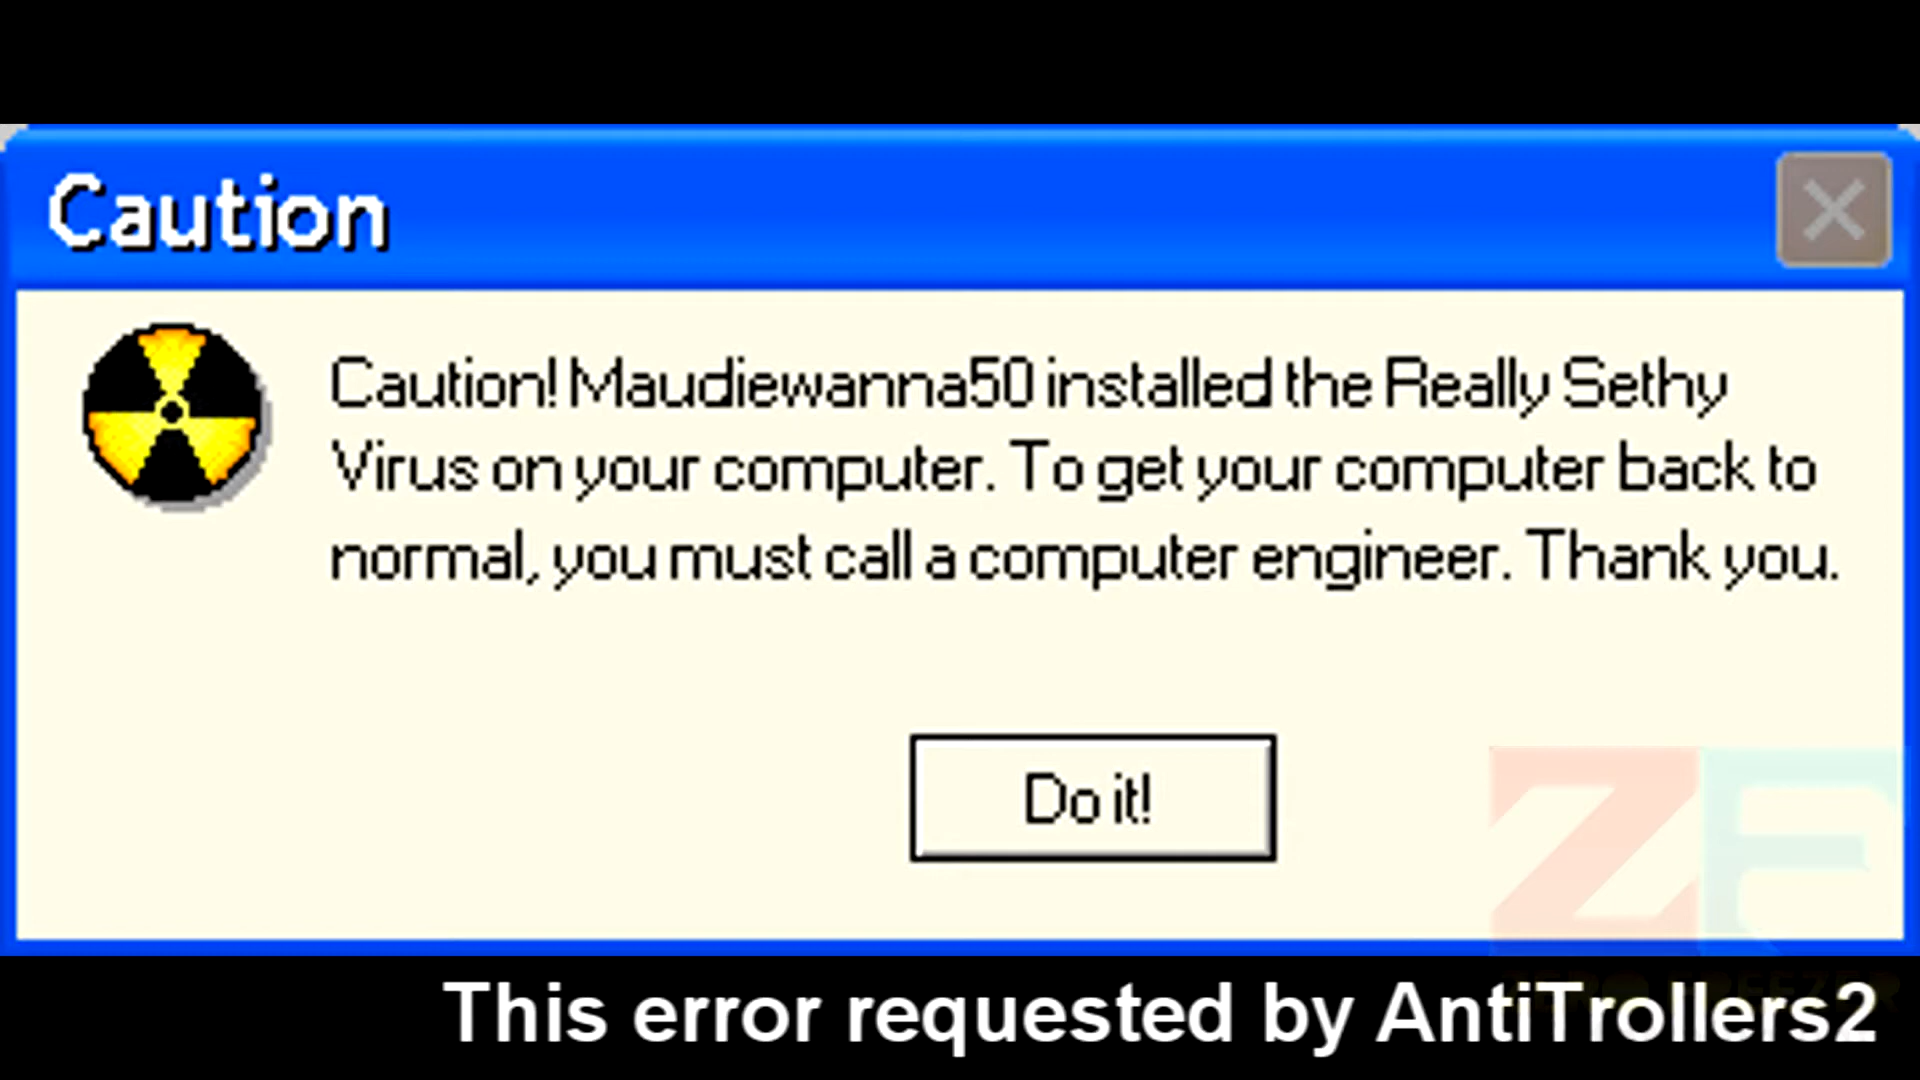 Caution
Caution! Maudiewanna50 installed the Really Sethy
Virus on your computer. To get your computer back to
normal, you must call a computer engineer. Thank you.
Do it!
ZF
This error requested by AntiTrollers2